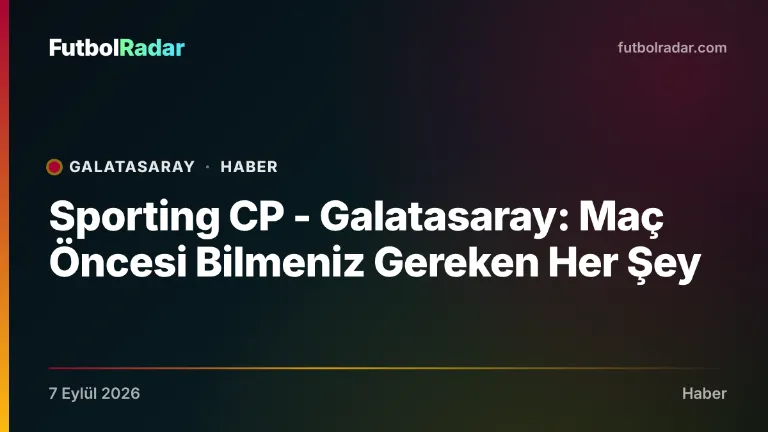 FutbolRadar
futbolradar.com
GALATASARAY · HABER
Sporting CP - Galatasaray: Maç
Öncesi Bilmeniz Gereken Her Şey
7 Eylül 2026
Haber